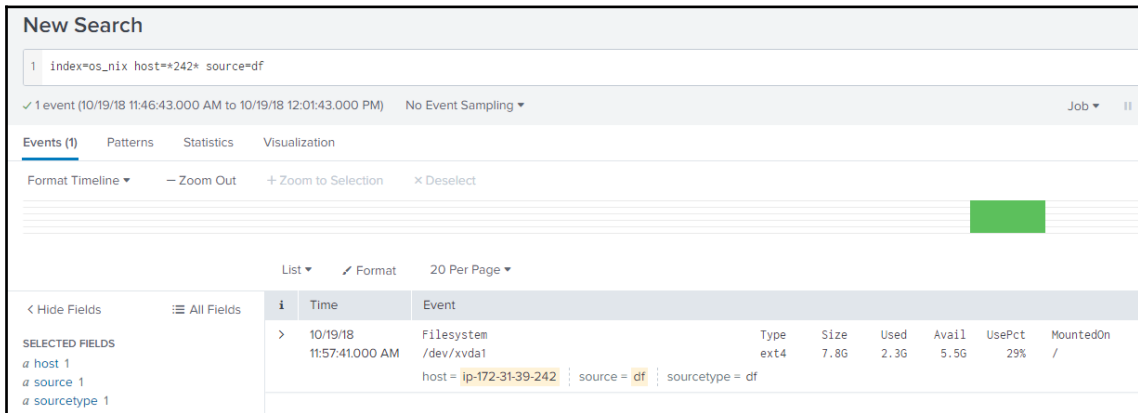 New Search
1 index=os_nix host=*242* source=df
✓ 1 event (10/19/18 11:46:43.000 AM to 10/19/18 12:01:43.000 PM) No Event Sampling ▾ Job ▾
Events (1) Patterns Statistics Visualization
Format Timeline ▾ — Zoom Out + Zoom to Selection × Deselect
List ▾ Format 20 Per Page ▾
< Hide Fields All Fields
SELECTED FIELDS
a host 1
a source 1
a sourcetype 1
i Time Event
> 10/19/18 Filesystem Type Size Used Avail UsePct MountedOn
11:57:41.000 AM /dev/xvda1 ext4 7.8G 2.3G 5.5G 29% /
host = ip-172-31-39-242 source = df sourcetype = df